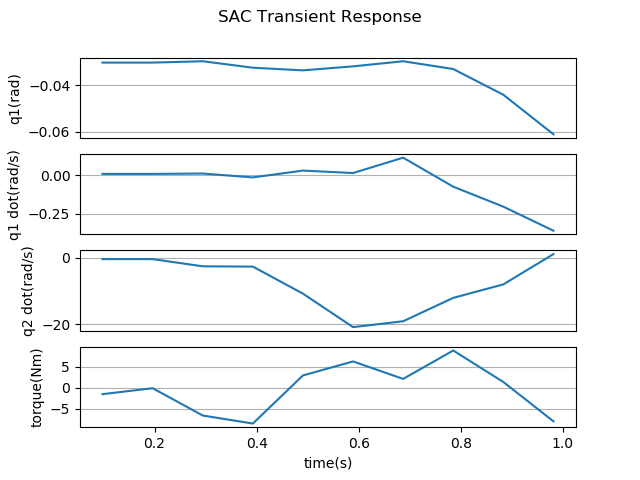 SAC Transient Response
q1(rad)
−0.04
−0.06
q1 dot(rad/s)
0.00
−0.25
q2 dot(rad/s)
0
−20
torque(Nm)
5
0
−5
0.2 0.4 0.6 0.8 1.0
time(s)